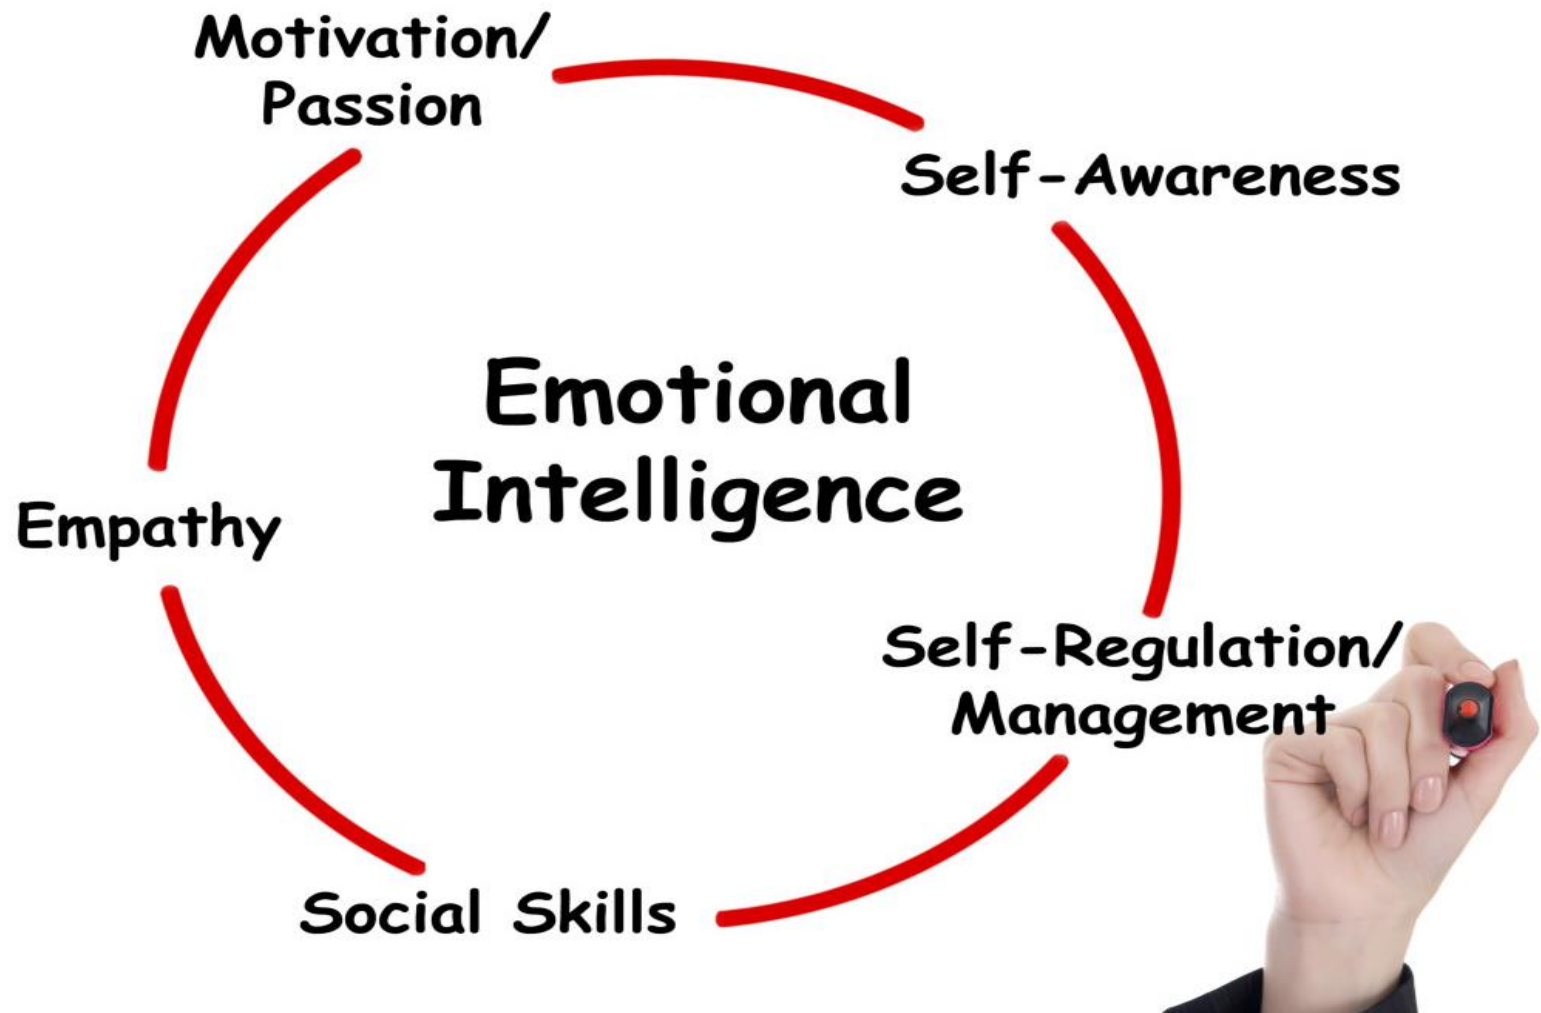 Motivation/
Passion
Self-Awareness
Emotional
Intelligence
Empathy
Self-Regulation/
Management
Social Skills